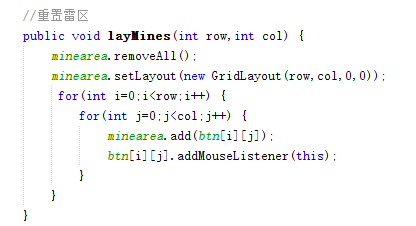 //重置雷区
public void layMines(int row,int col) {
minearea.removeAll();
minearea.setLayout(new GridLayout(row,col,0,0));
for(int i=0;i<row;i++) {
for(int j=0;j<col;j++) {
minearea.add(btn[i][j]);
btn[i][j].addMouseListener(this);
}
}
}